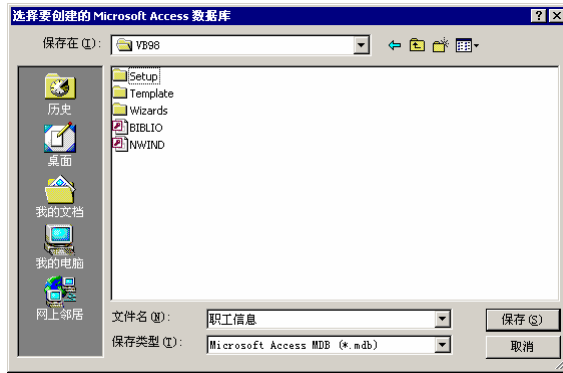 选择要创建的 Microsoft Access 数据库
保存在(I):
VB98
历史
桌面
我的文档
我的电脑
网上邻居
Setup
Template
Wizards
BIBLIO
NWIND
文件名(N):
职工信息
保存(S)
保存类型(T):
Microsoft Access MDB (*.mdb)
取消